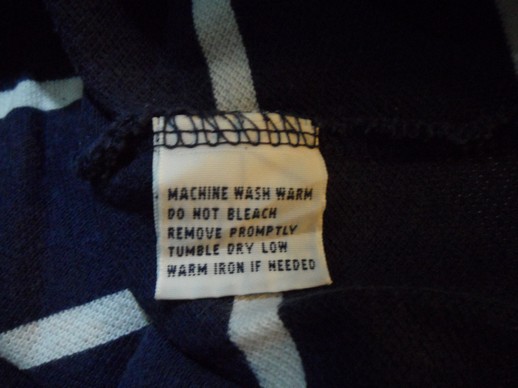 MACHINE WASH WARM
DO NOT BLEACH
REMOVE PROMPTLY
TUMBLE DRY LOW
WARM IRON IF NEEDED